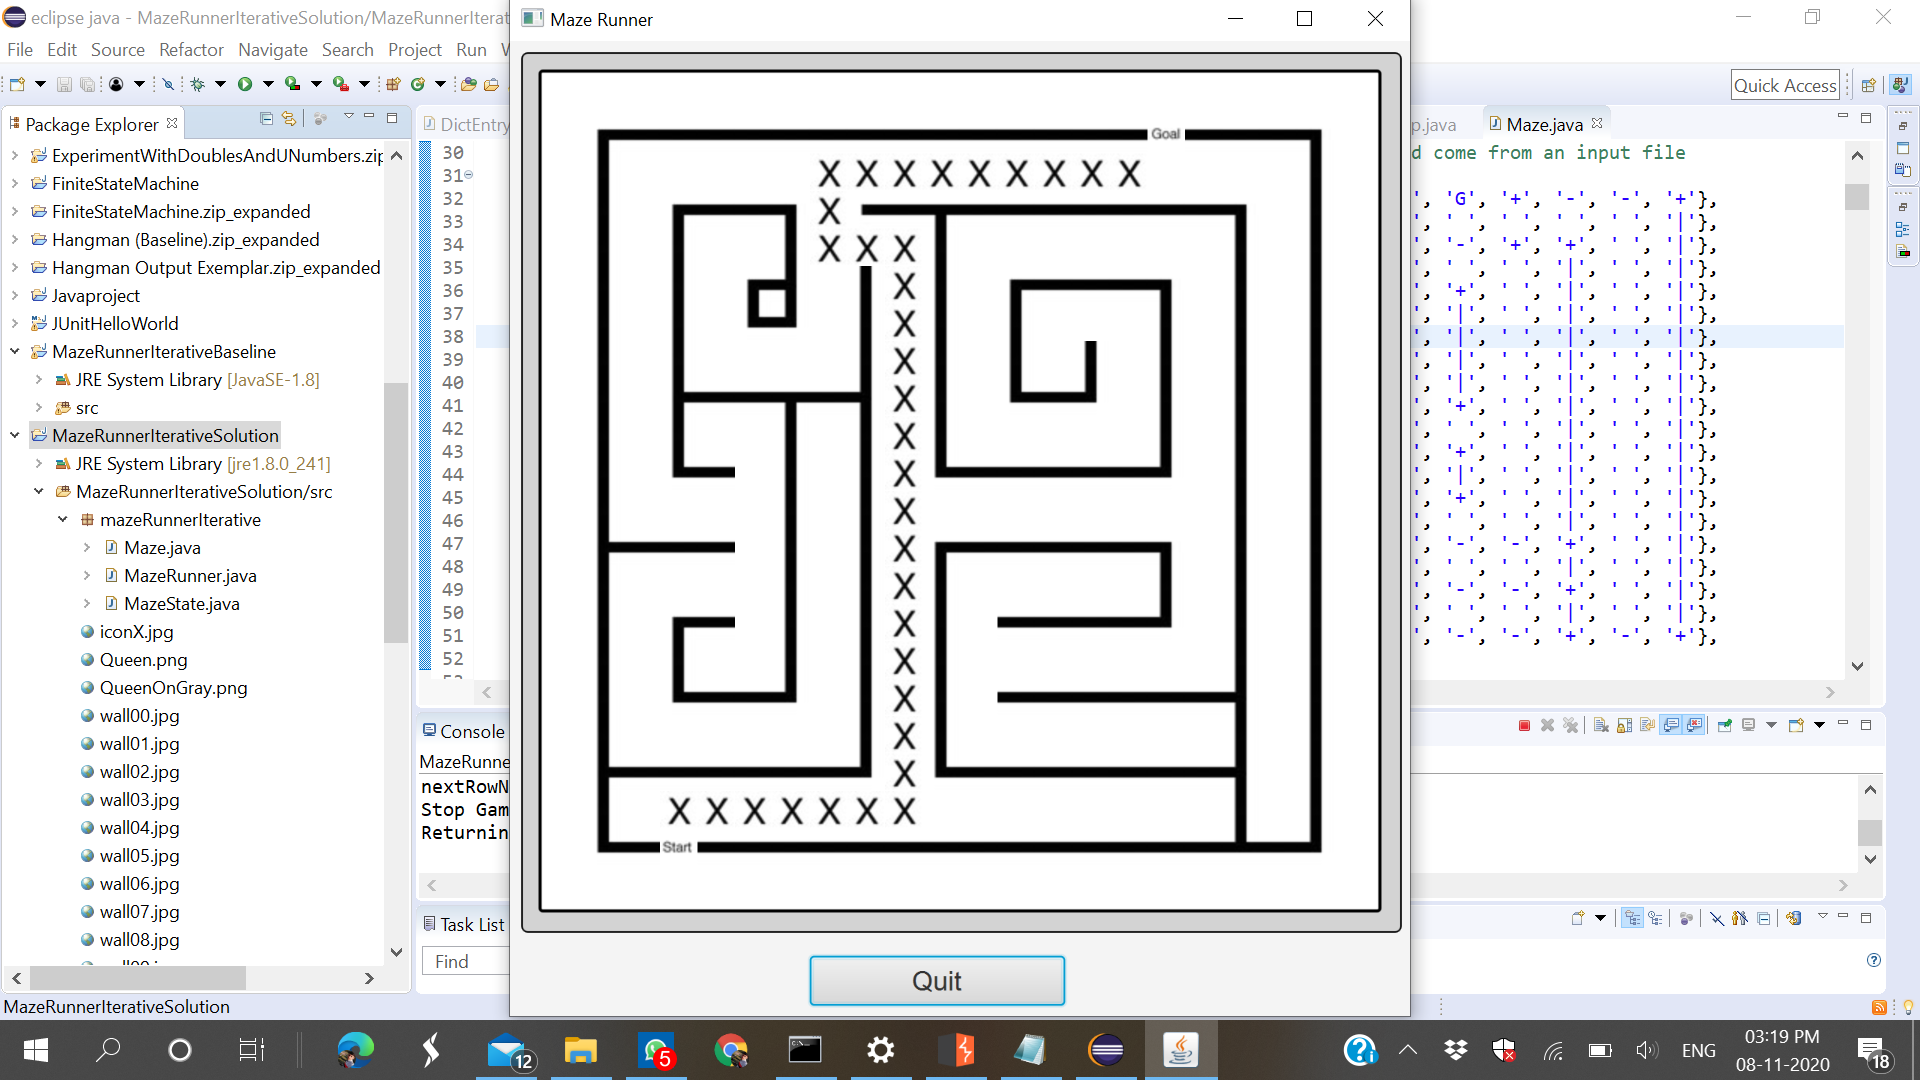 eclipse java - MazeRunnerIterativeSolution/MazeRunnerIterat
Maze Runner
File Edit Source Refactor Navigate Search Project Run
Quick Access
Package Explorer
DictEntry
p.java
Maze.java
ExperimentWithDoublesAndUNumbers.zip
FiniteStateMachine
FiniteStateMachine.zip_expanded
Hangman (Baseline).zip_expanded
Hangman Output Exemplar.zip_expanded
Javaproject
JUnitHelloWorld
MazeRunnerIterativeBaseline
JRE System Library [JavaSE-1.8]
src
MazeRunnerIterativeSolution
JRE System Library [jre1.8.0_241]
MazeRunnerIterativeSolution/src
mazeRunnerIterative
Maze.java
MazeRunner.java
MazeState.java
iconX.jpg
Queen.png
QueenOnGray.png
wall00.jpg
wall01.jpg
wall02.jpg
wall03.jpg
wall04.jpg
wall05.jpg
wall06.jpg
wall07.jpg
wall08.jpg
MazeRunnerIterativeSolution
30
31
32
33
34
35
36
37
38
39
40
41
42
43
44
45
46
47
48
49
50
51
52
Goal
X X X X X X X X X
X
X X X
X
X
X
X
X
X
X
X
X
X
X
X
X
X
X X X X X X X
Start
Quit
d come from an input file
', 'G', '+', '-', '-', '+'},
', ' ', ' ', ' ', ' ', '|'},
', '-', '+', '+', ' ', '|'},
', ' ', ' ', '|', ' ', '|'},
', '+', ' ', '|', ' ', '|'},
', '|', ' ', '|', ' ', '|'},
', '|', ' ', '|', ' ', '|'},
', '|', ' ', '|', ' ', '|'},
', '|', ' ', '|', ' ', '|'},
', '+', ' ', '|', ' ', '|'},
', ' ', ' ', '|', ' ', '|'},
', '+', ' ', '|', ' ', '|'},
', '|', ' ', '|', ' ', '|'},
', '+', ' ', '|', ' ', '|'},
', ' ', ' ', '|', ' ', '|'},
', '-', '-', '+', ' ', '|'},
', ' ', ' ', '|', ' ', '|'},
', '-', '-', '+', ' ', '|'},
', ' ', ' ', '|', ' ', '|'},
', '-', '-', '+', '-', '+'},
Console
MazeRunne
nextRowN
Stop Gam
Returnin
Task List
Find
12
5
ENG
03:19 PM
08-11-2020
18